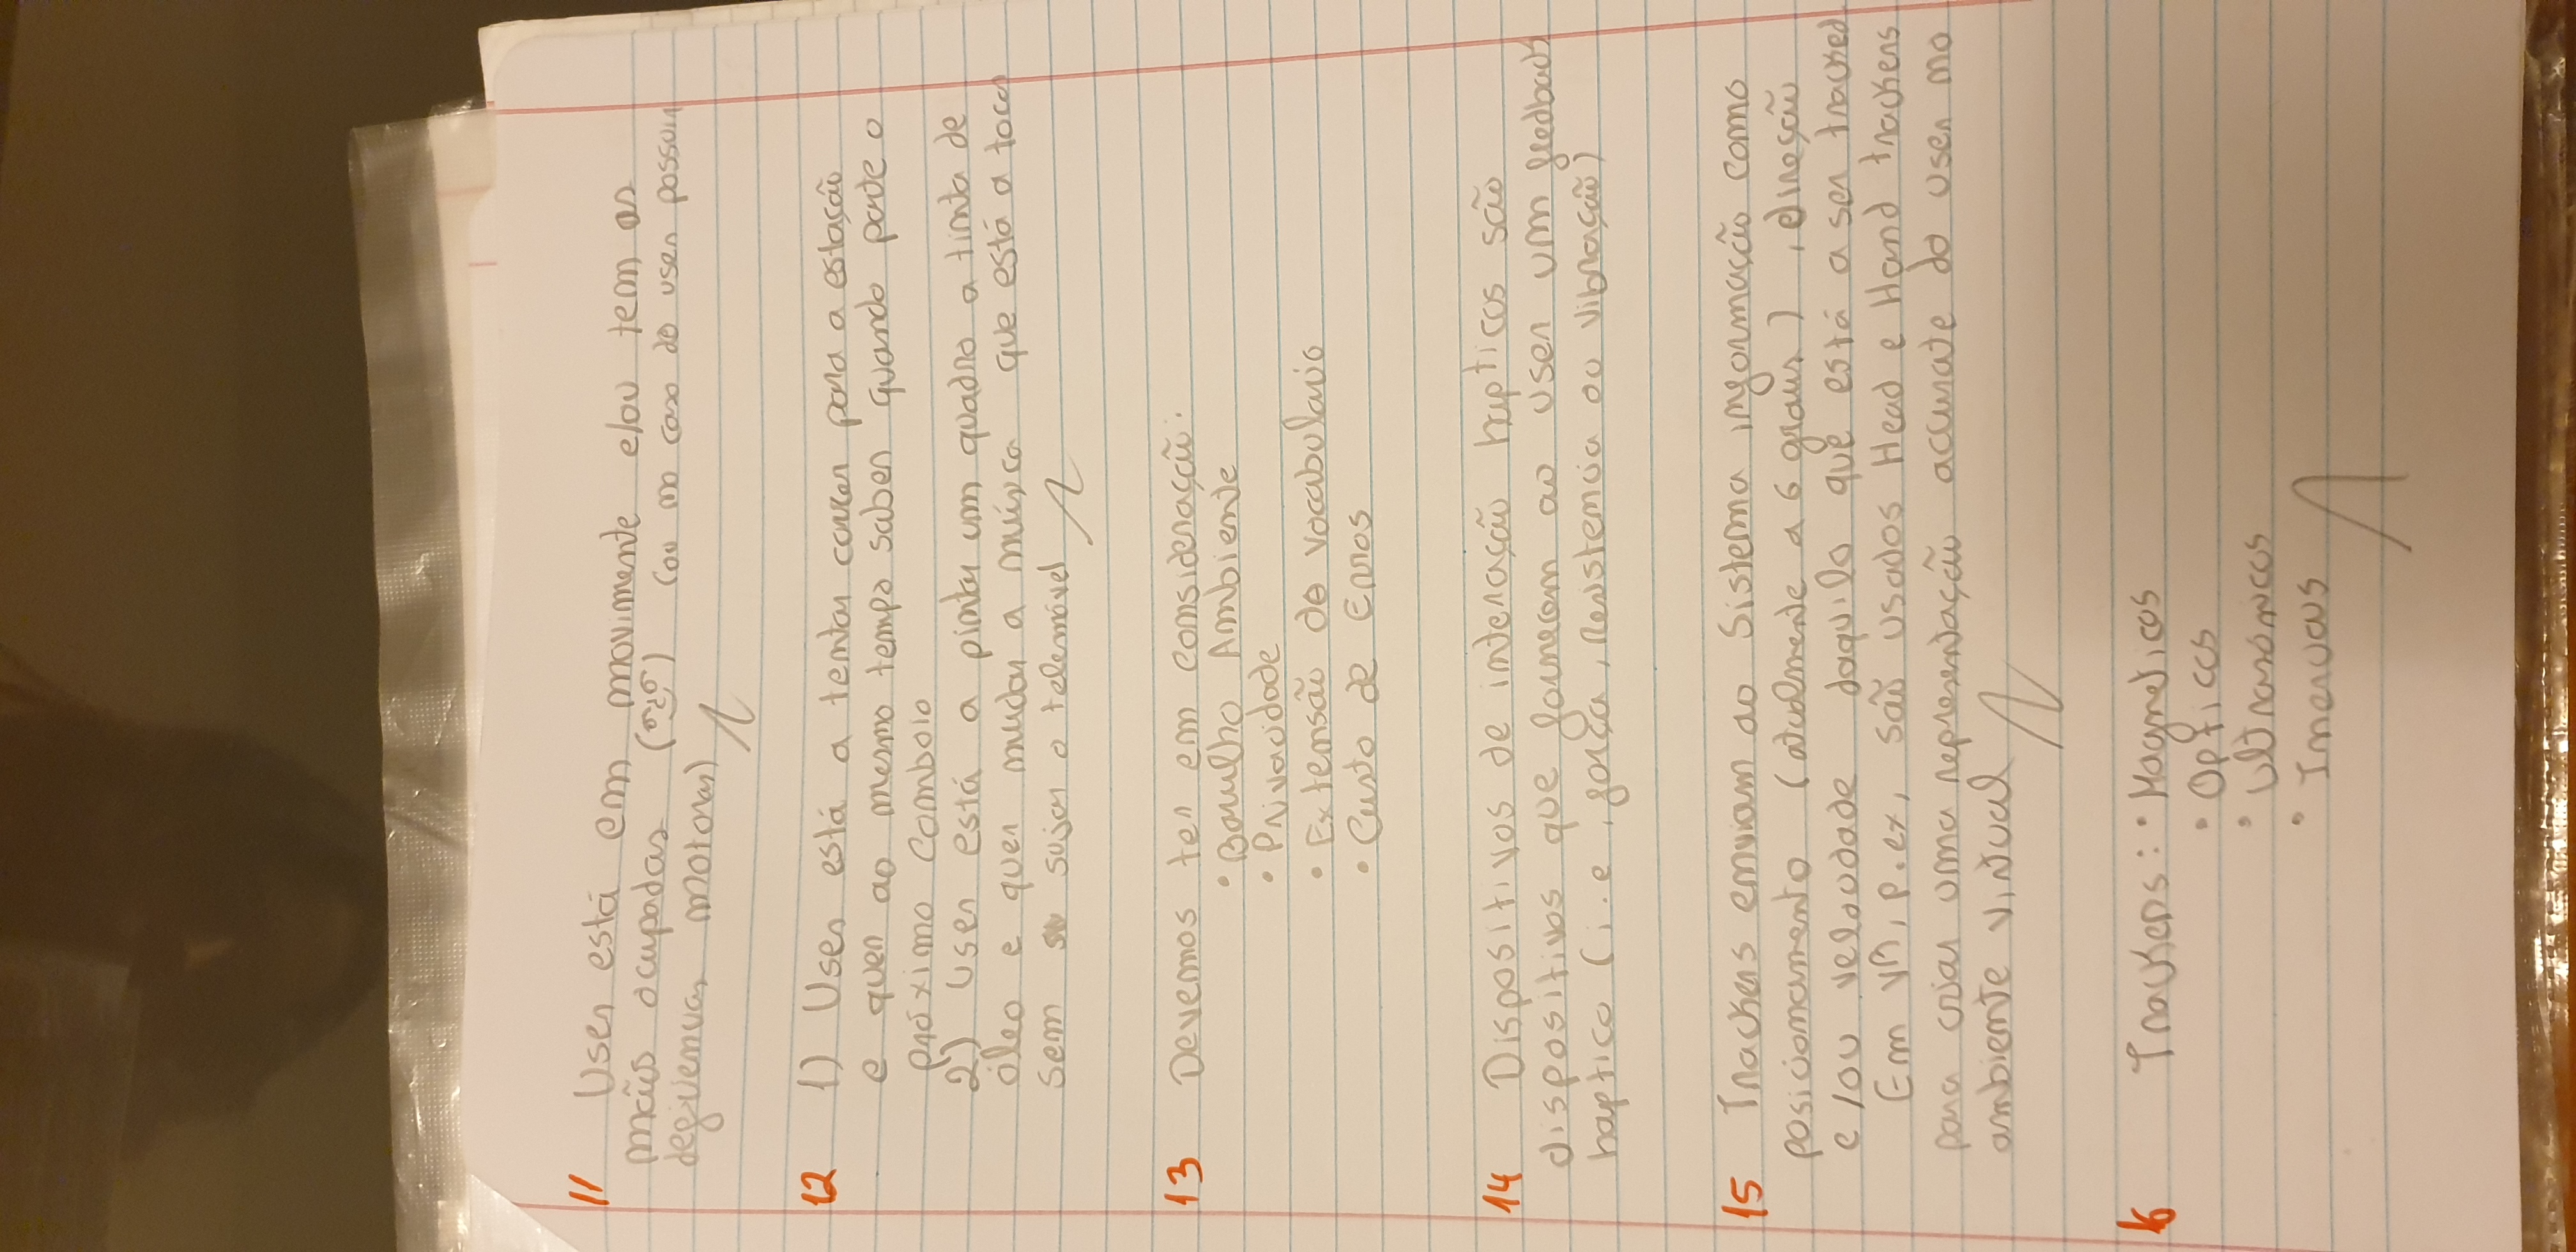 11 User está em movimente e/ou tem as
mãos ocupadas (ou no caso do user possuir
deficiencias motoras)
12 1) User está a tentar correr para a estação
e quer ao mesmo tempo saber quando parte o
próximo comboio
2) User está a pintar um quadro a tinta de
óleo e quer mudar a música que está a tocar
sem sujar o telemóvel
13 Devemos ter em consideração:
• Barulho Ambiente
• Privacidade
• Extensão do vocabulario
• Custo de Erros
14 Dispositivos de interação hapticos são
dispositivos que fornecem ao user um feedback
haptico (i.e, força, resistencia ou vibração)
15 Trackers enviam ao Sistema informação como
posicionamento (atualmente a 6 graus), direção
e/ou velocidade daquilo que está a ser tracked
Em VR, p.ex, são usados Head e Hand trackers
para criar uma representação accurate do user no
ambiente virtual
16 Trackers: • Magneticos
• Opticos
• Ultrasónicos
• Inerciais